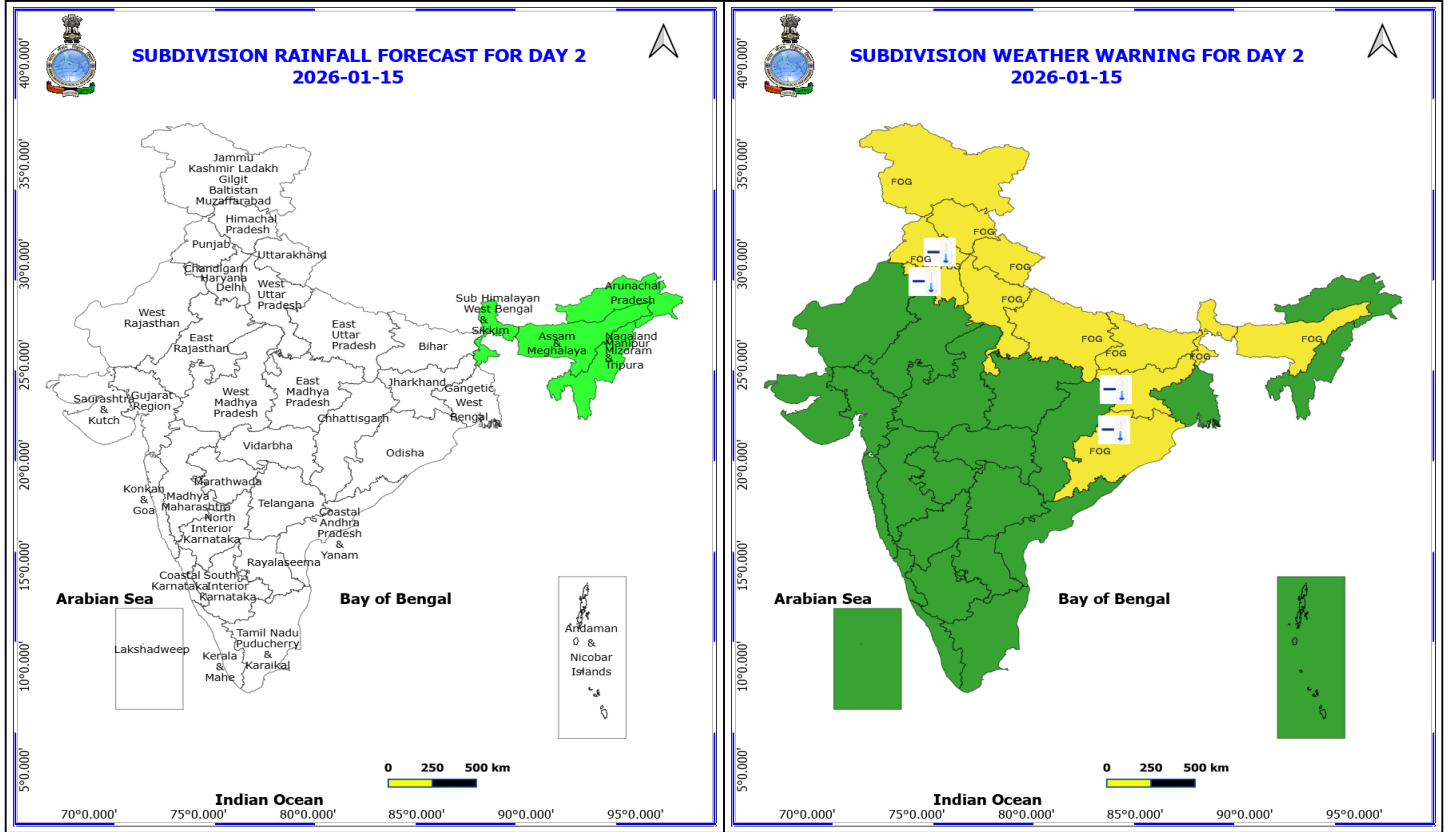 SUBDIVISION RAINFALL FORECAST FOR DAY 2
2026-01-15
40°0.000'
35°0.000'
30°0.000'
25°0.000'
20°0.000'
15°0.000'
10°0.000'
5°0.000'
Jammu
Kashmir Ladakh
Gilgit
Baltistan
Muzaffarabad
Himachal
Pradesh
Punjab
Uttarakhand
Chandigarh
Haryana
Delhi
West
Uttar
Pradesh
Arunachal
Pradesh
Sub Himalayan
West Bengal
&
Sikkim
West
Rajasthan
East
Rajasthan
East
Uttar
Pradesh
Bihar
Assam
&
Meghalaya
Nagaland
Manipur
Mizoram
&
Tripura
Saurashtra
&
Kutch
Gujarat
Region
West
Madhya
Pradesh
East
Madhya
Pradesh
Jharkhand
Gangetic
West
Bengal
Chhattisgarh
Vidarbha
Odisha
Konkan
&
Goa
Madhya
Maharashtra
Marathwada
Telangana
North
Interior
Karnataka
Coastal
Andhra
Pradesh
&
Yanam
Rayalaseema
Coastal
Karnataka
South
Interior
Karnataka
Arabian Sea
Bay of Bengal
Lakshadweep
Kerala
&
Mahe
Tamil Nadu
Puducherry
&
Karaikal
Andaman
&
Nicobar
Islands
0 250 500 km
Indian Ocean
70°0.000' 75°0.000' 80°0.000' 85°0.000' 90°0.000' 95°0.000'
SUBDIVISION WEATHER WARNING FOR DAY 2
2026-01-15
40°0.000'
35°0.000'
30°0.000'
25°0.000'
20°0.000'
15°0.000'
10°0.000'
5°0.000'
FOG
FOG
FOG
FOG
FOG
FOG
FOG
FOG
FOG
FOG
FOG
Arabian Sea
Bay of Bengal
0 250 500 km
Indian Ocean
70°0.000' 75°0.000' 80°0.000' 85°0.000' 90°0.000' 95°0.000'